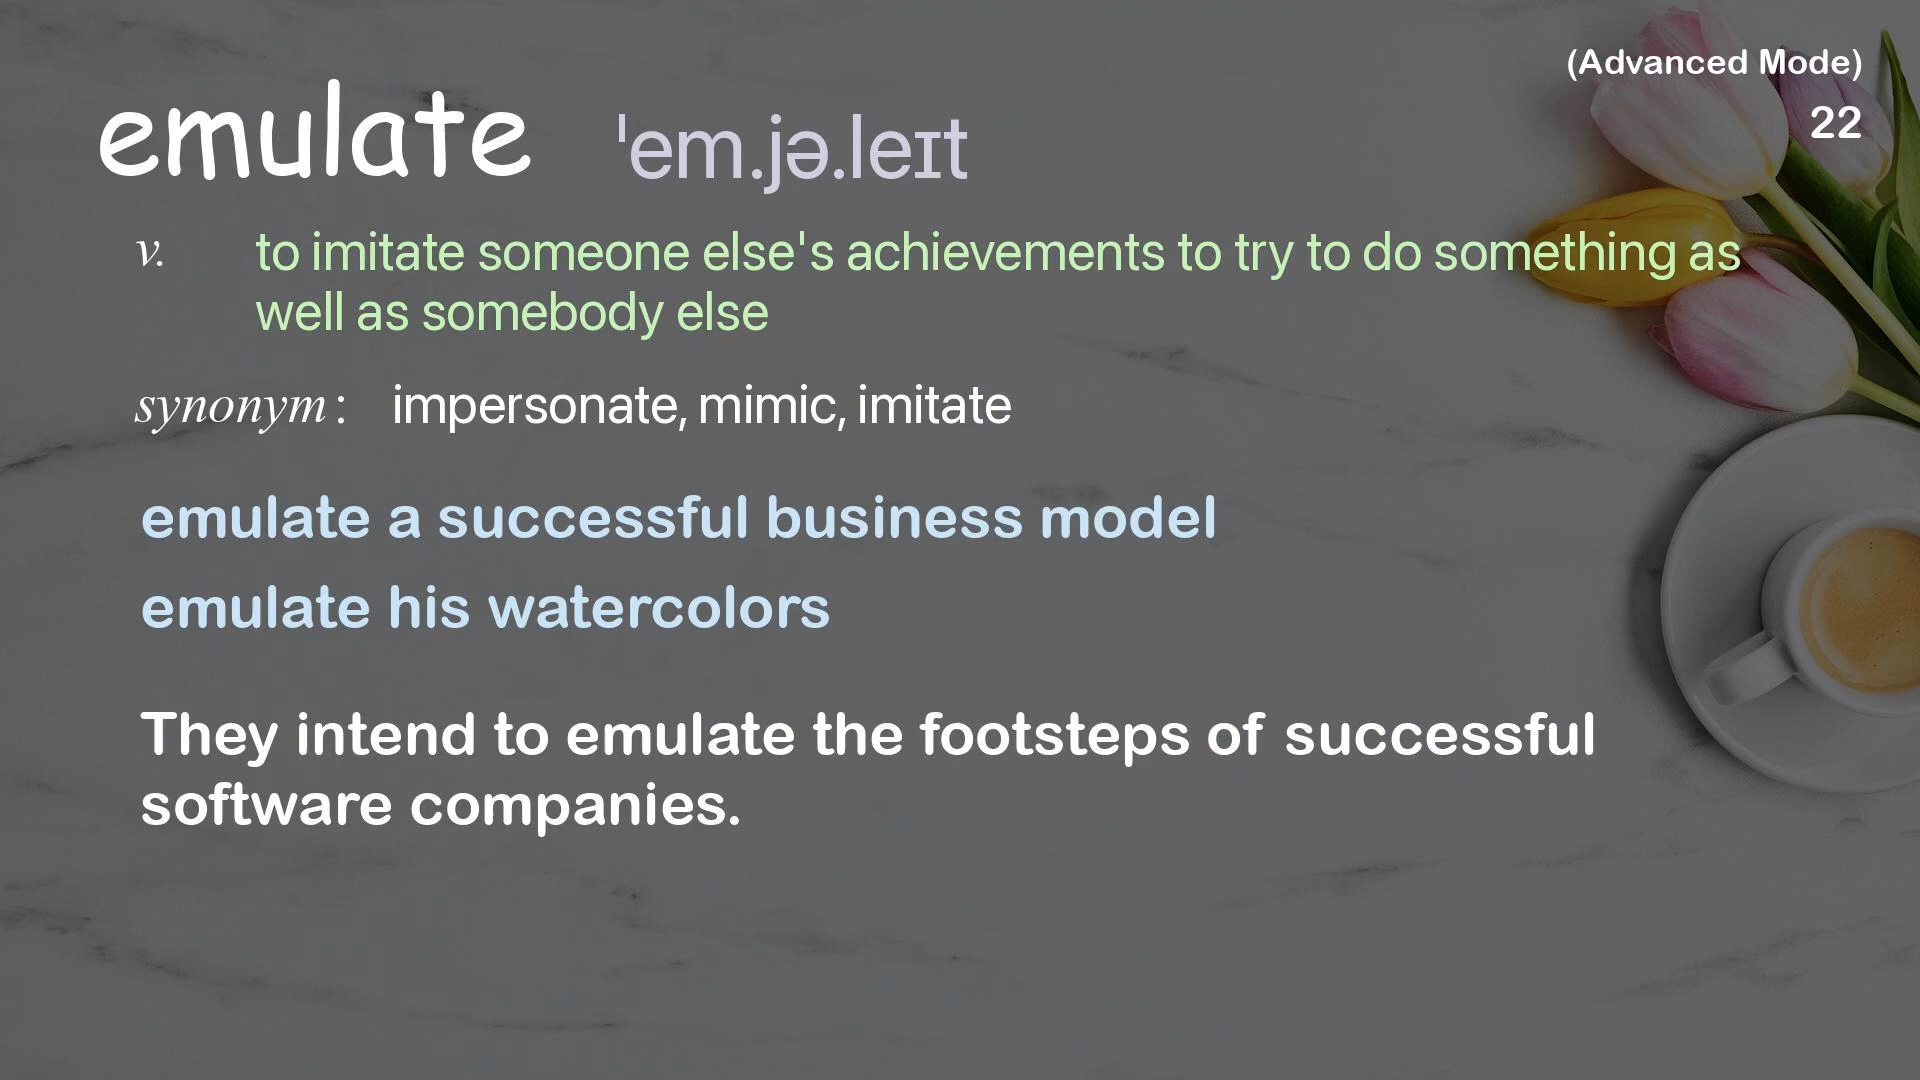 (Advanced Mode)
22
emulate ˈem.jə.leɪt
v. to imitate someone else's achievements to try to do something as
well as somebody else
synonym: impersonate, mimic, imitate
emulate a successful business model
emulate his watercolors
They intend to emulate the footsteps of successful
software companies.